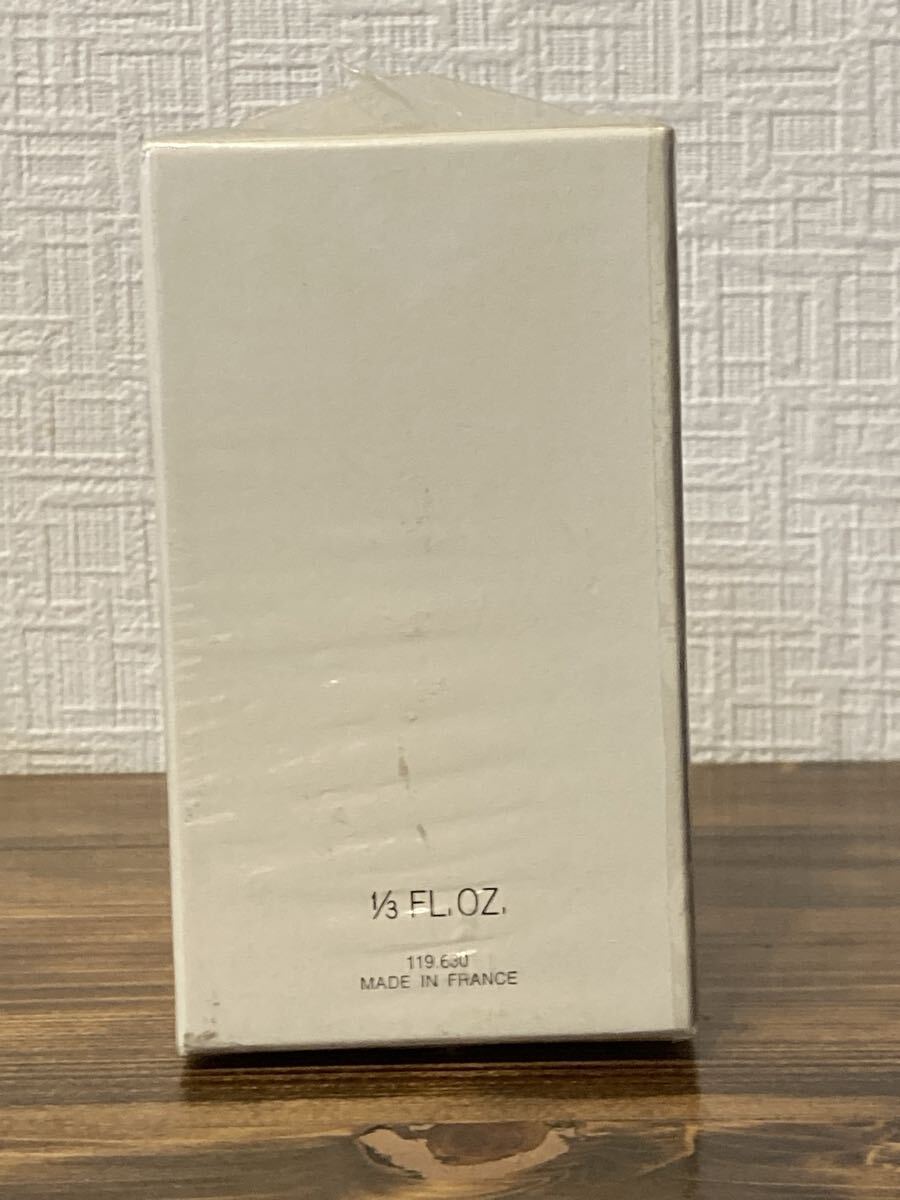 1/3 FL.OZ.
119.630
MADE IN FRANCE